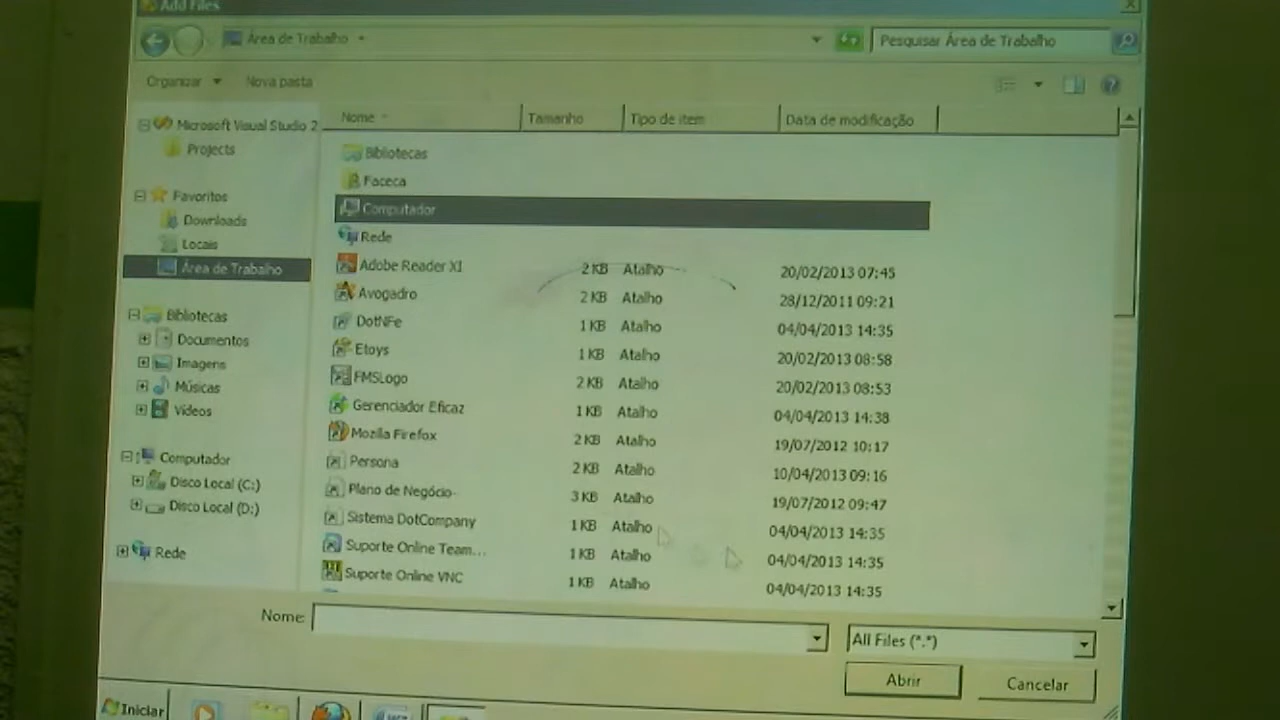 Add Files
Área de Trabalho
Pesquisar Área de Trabalho
Organizar Nova pasta
Microsoft Visual Studio 2
Projects
Favoritos
Downloads
Locais
Área de Trabalho
Bibliotecas
Documentos
Imagens
Músicas
Vídeos
Computador
Disco Local (C:)
Disco Local (D:)
Rede
Nome Tamanho Tipo de item Data de modificação
Bibliotecas
Faceca
Computador
Rede
Adobe Reader XI 2 KB Atalho 20/02/2013 07:45
Avogadro 2 KB Atalho 28/12/2011 09:21
DotNFe 1 KB Atalho 04/04/2013 14:35
Etoys 1 KB Atalho 20/02/2013 08:58
FMSLogo 2 KB Atalho 20/02/2013 08:53
Gerenciador Eficaz 1 KB Atalho 04/04/2013 14:38
Mozilla Firefox 2 KB Atalho 19/07/2012 10:17
Persona 2 KB Atalho 10/04/2013 09:16
Plano de Negócio- 3 KB Atalho 19/07/2012 09:47
Sistema DotCompany 1 KB Atalho 04/04/2013 14:35
Suporte Online Team... 1 KB Atalho 04/04/2013 14:35
Suporte Online VNC 1 KB Atalho 04/04/2013 14:35
Nome:
All Files (*.*)
Abrir Cancelar
Iniciar